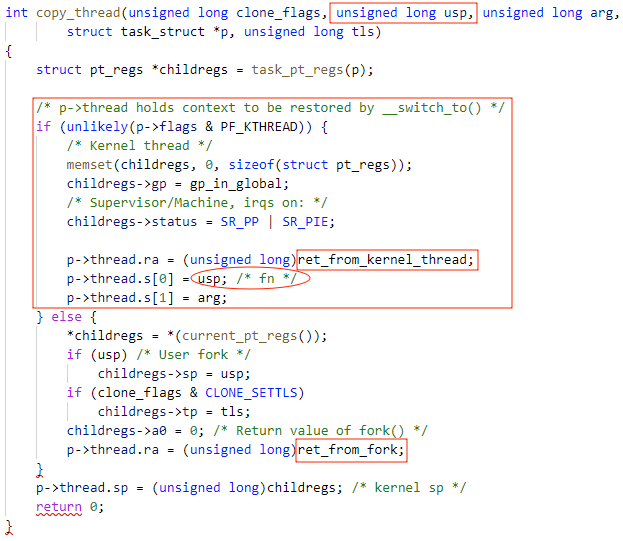 int copy_thread(unsigned long clone_flags, unsigned long usp, unsigned long arg,
        struct task_struct *p, unsigned long tls)
{
    struct pt_regs *childregs = task_pt_regs(p);

    /* p->thread holds context to be restored by __switch_to() */
    if (unlikely(p->flags & PF_KTHREAD)) {
        /* Kernel thread */
        memset(childregs, 0, sizeof(struct pt_regs));
        childregs->gp = gp_in_global;
        /* Supervisor/Machine, irqs on: */
        childregs->status = SR_PP | SR_PIE;

        p->thread.ra = (unsigned long)ret_from_kernel_thread;
        p->thread.s[0] = usp; /* fn */
        p->thread.s[1] = arg;
    } else {
        *childregs = *(current_pt_regs());
        if (usp) /* User fork */
            childregs->sp = usp;
        if (clone_flags & CLONE_SETTLS)
            childregs->tp = tls;
        childregs->a0 = 0; /* Return value of fork() */
        p->thread.ra = (unsigned long)ret_from_fork;
    }
    p->thread.sp = (unsigned long)childregs; /* kernel sp */
    return 0;
}